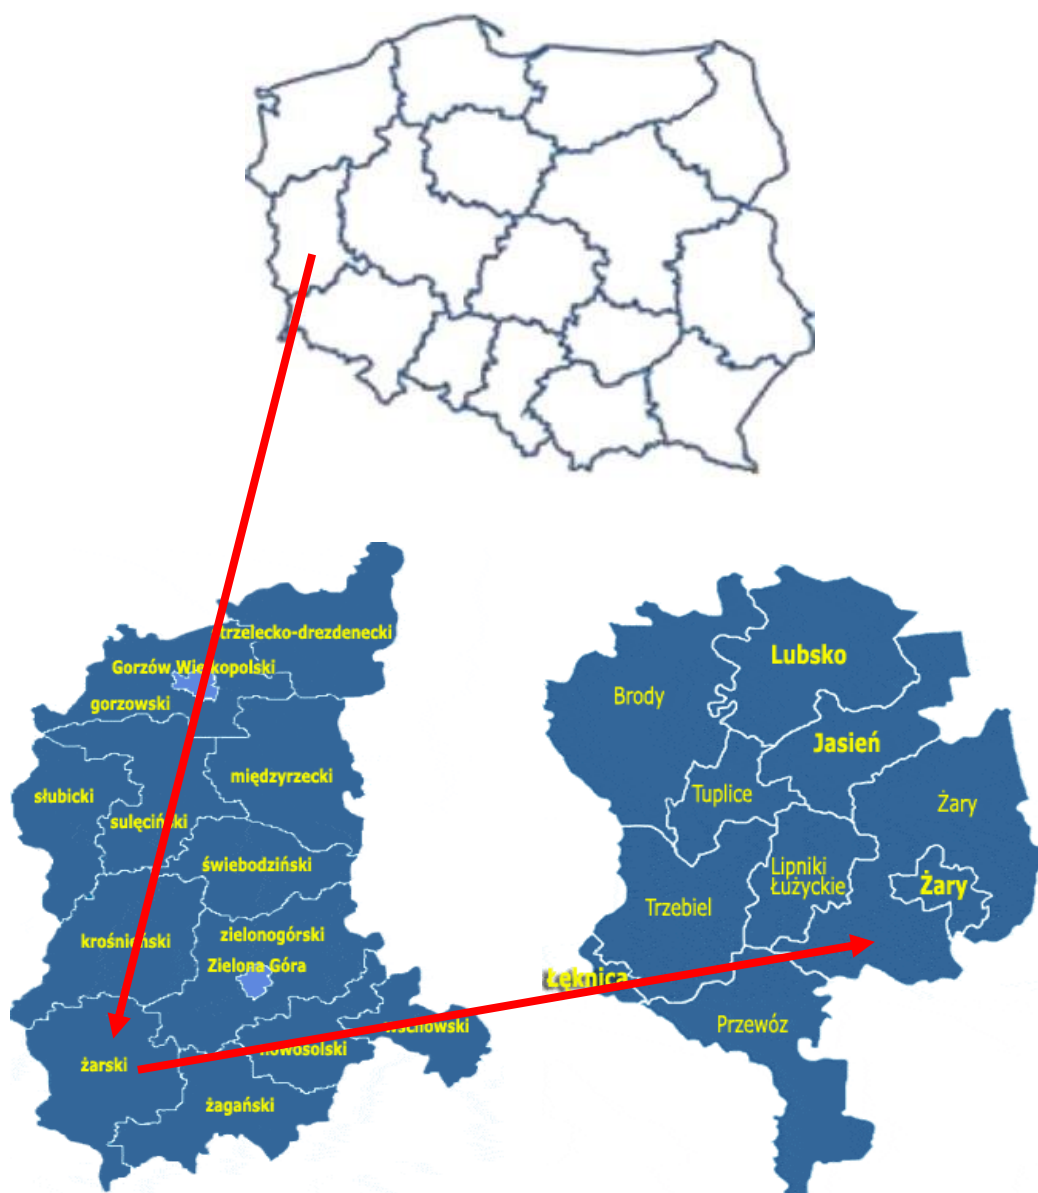 trzelecko-drezdenecki
Gorzów Wielkopolski
gorzowski
międzyrzecki
słubicki
sulęciński
świebodziński
krośnieński
zielonogórski
Zielona Góra
wschowski
nowosolski
żarski
żagański
Lubsko
Brody
Jasień
Tuplice
Żary
Lipniki
Łużyckie
Żary
Trzebiel
Łęknica
Przewóz